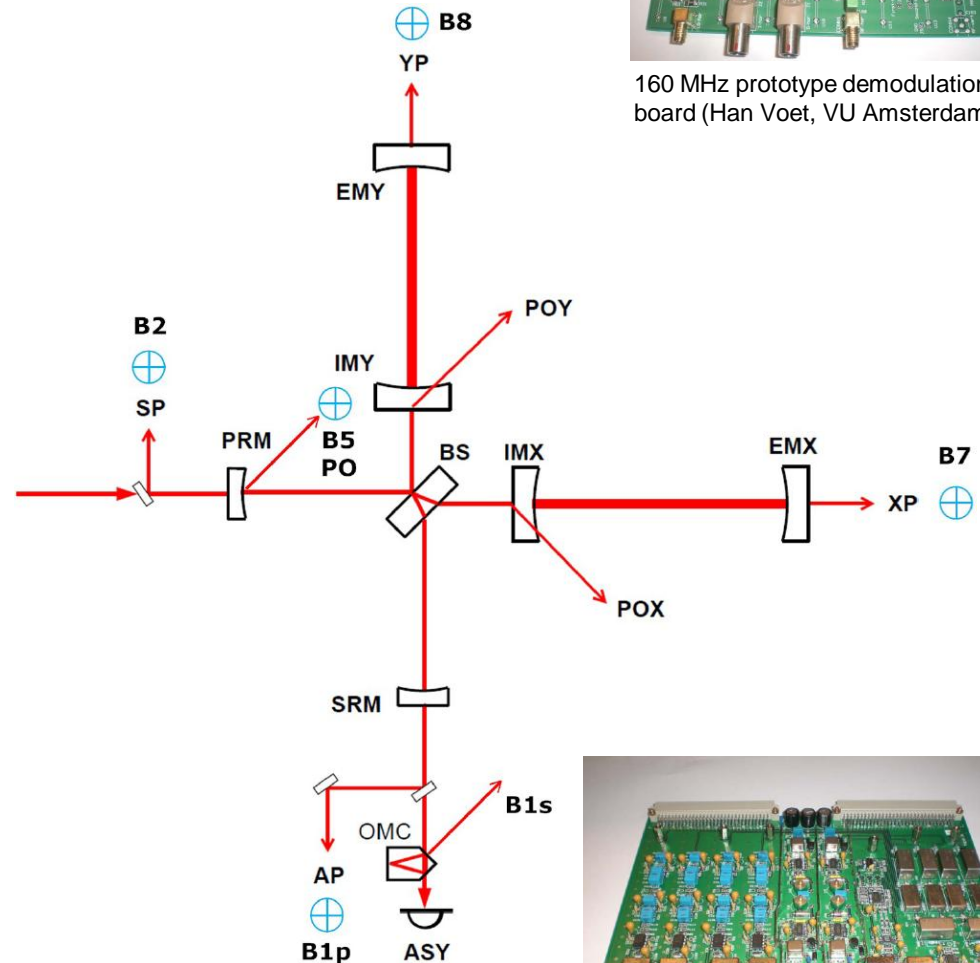 B8
YP
160 MHz prototype demodulation
board (Han Voet, VU Amsterdam
EMY
POY
B2
IMY
SP
PRM
B5
PO
BS
IMX
EMX
B7
XP
POX
SRM
B1s
OMC
AP
B1p
ASY